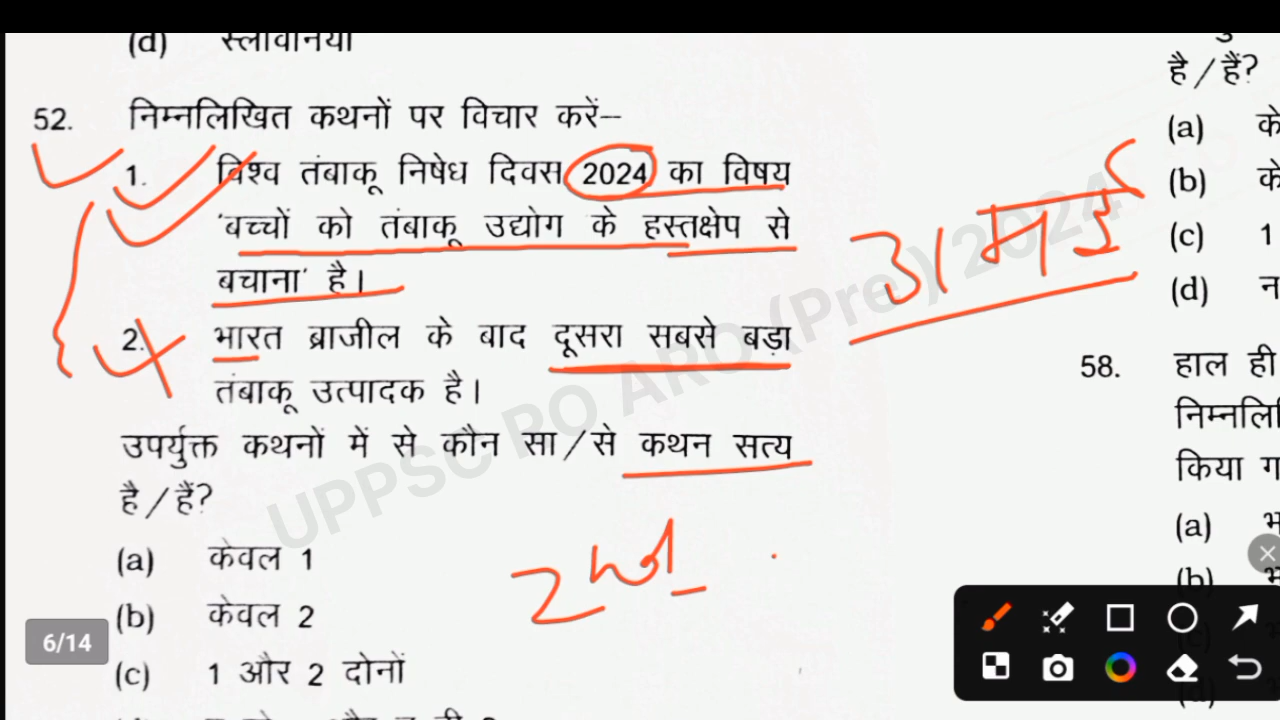 (d) स्लोवेनिया
52. निम्नलिखित कथनों पर विचार करें–
1. विश्व तंबाकू निषेध दिवस 2024 का विषय
'बच्चों को तंबाकू उद्योग के हस्तक्षेप से
बचाना' है।
2. भारत ब्राजील के बाद दूसरा सबसे बड़ा
तंबाकू उत्पादक है।
उपर्युक्त कथनों में से कौन सा/से कथन सत्य
है/हैं?
(a) केवल 1
(b) केवल 2
(c) 1 और 2 दोनों
2nd
31 मई
UPPSC RO ARO (Pre) 2024
है/हैं?
(a) के
(b) के
(c) 1
(d) न
58. हाल ही
निम्नलि
किया ग
(a) भ
(b) भ
6/14